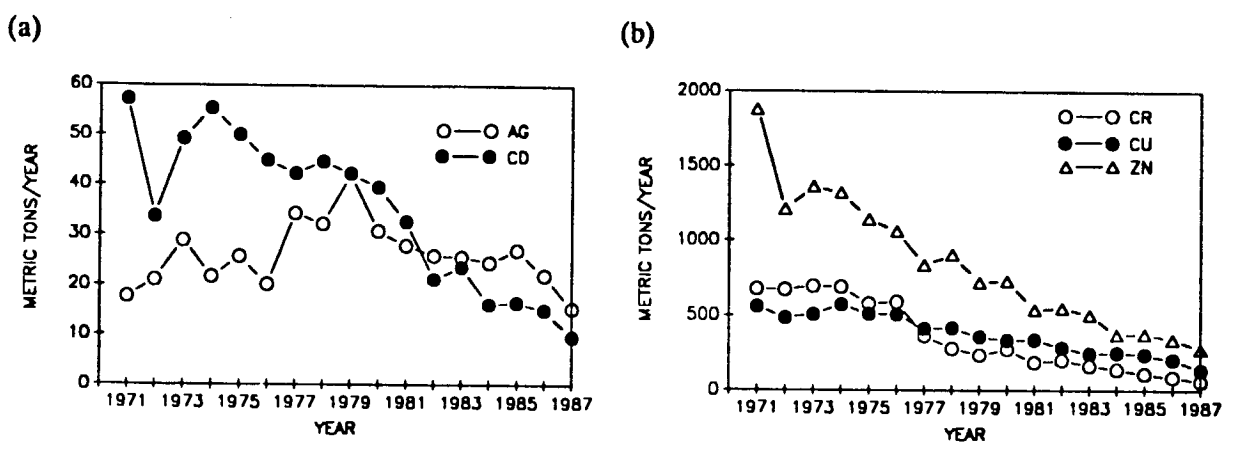 (a)
60
50
40
30
20
10
0
METRIC TONS/YEAR
AG
CD
1971 1973 1975 1977 1979 1981 1983 1985 1987
YEAR
(b)
2000
1500
1000
500
0
METRIC TONS/YEAR
CR
CU
ZN
1971 1973 1975 1977 1979 1981 1983 1985 1987
YEAR